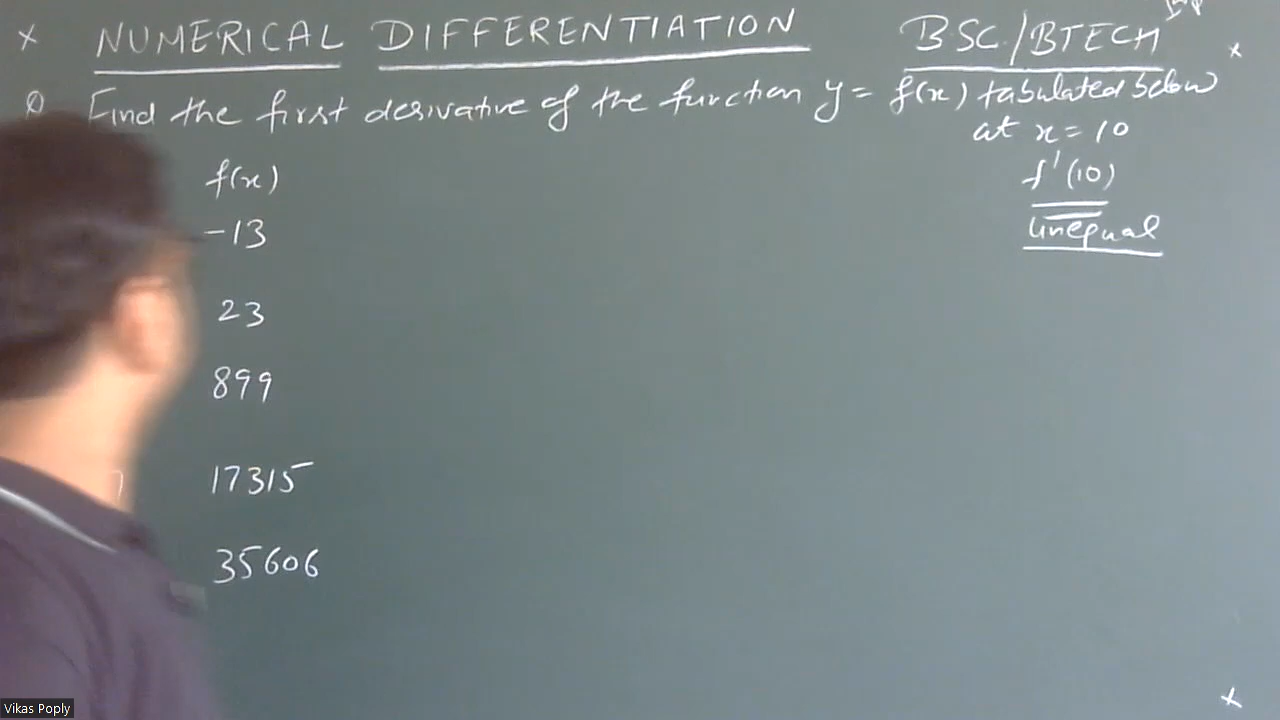 × NUMERICAL DIFFERENTIATION BSC/BTECH ×
Q Find the first derivative of the function y = f(x) tabulated below
at x = 10
f(x) f'(10)
-13 unequal
23
899
17315
35606
×
Vikas Poply